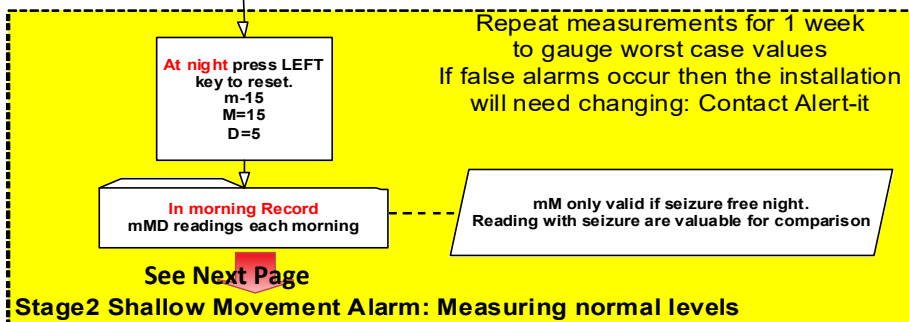 At night press LEFT
key to reset.
m-15
M=15
D=5
Repeat measurements for 1 week
to gauge worst case values
If false alarms occur then the installation
will need changing: Contact Alert-it
In morning Record
mMD readings each morning
mM only valid if seizure free night.
Reading with seizure are valuable for comparison
See Next Page
Stage2 Shallow Movement Alarm: Measuring normal levels